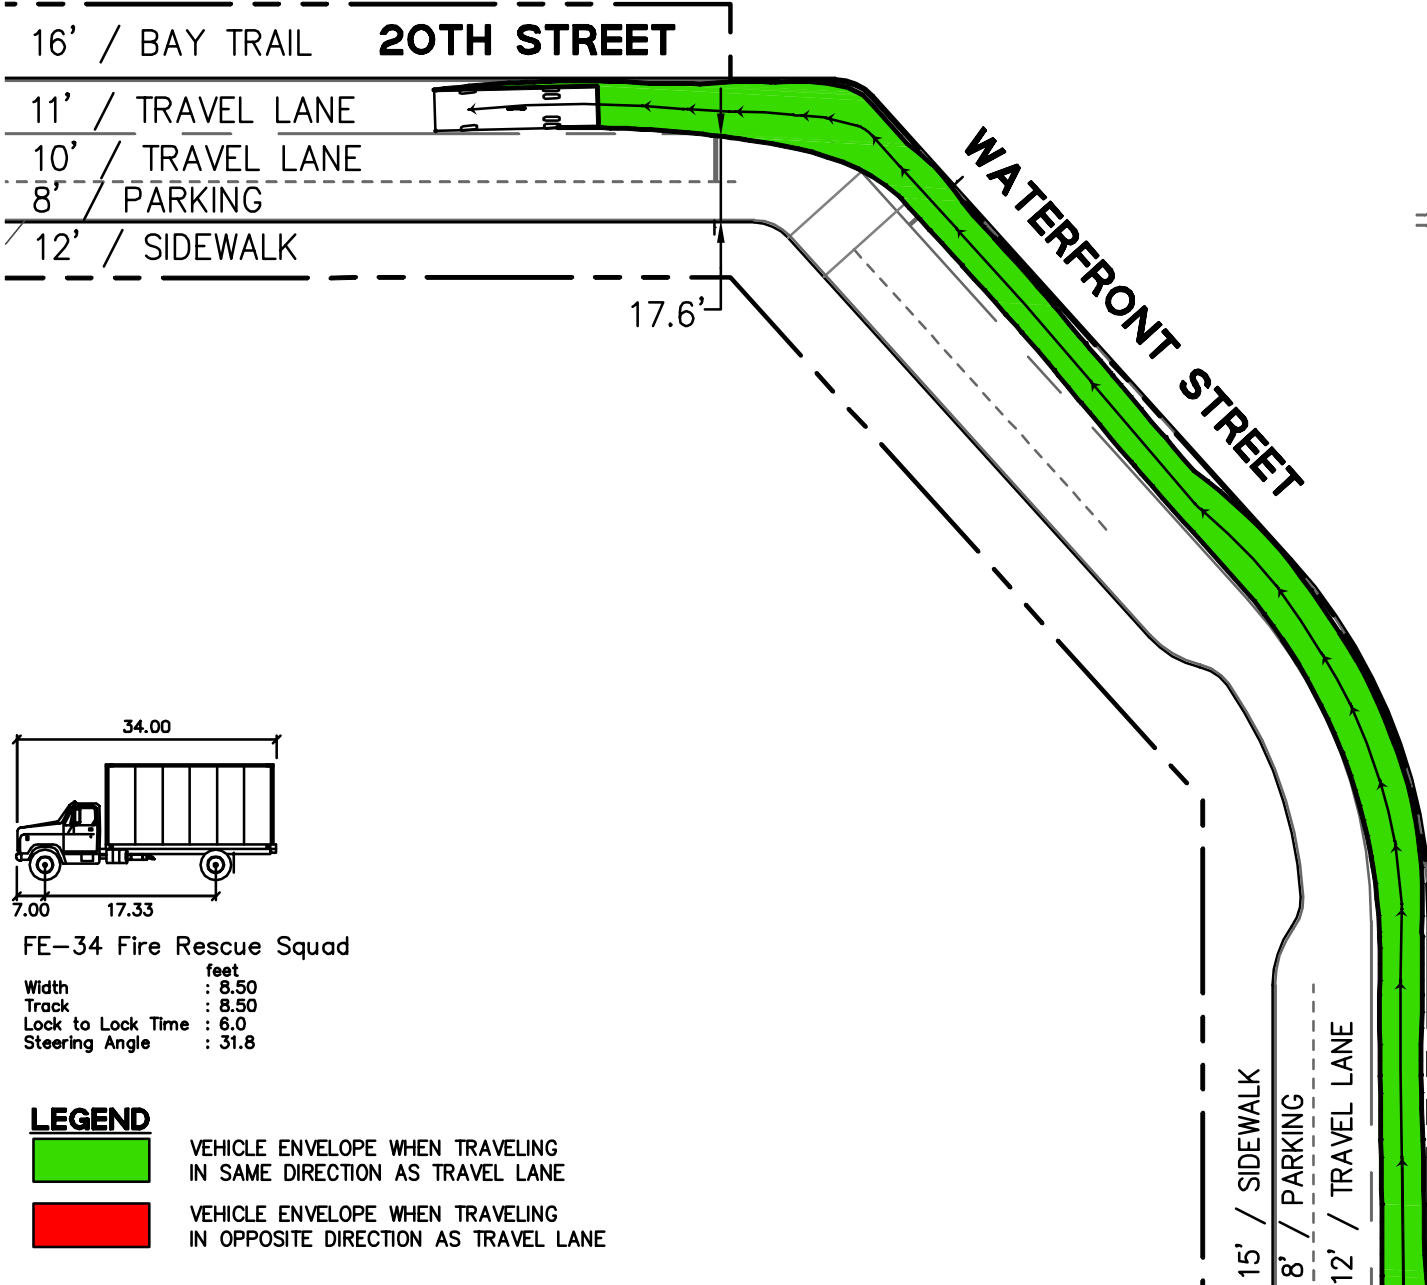 16' / BAY TRAIL
20TH STREET
11' / TRAVEL LANE
10' / TRAVEL LANE
8' / PARKING
12' / SIDEWALK
17.6'
WATERFRONT STREET
34.00
7.00
17.33
FE-34 Fire Rescue Squad
feet
Width : 8.50
Track : 8.50
Lock to Lock Time : 6.0
Steering Angle : 31.8
15' / SIDEWALK
8' / PARKING
12' / TRAVEL LANE
LEGEND
VEHICLE ENVELOPE WHEN TRAVELING
IN SAME DIRECTION AS TRAVEL LANE
VEHICLE ENVELOPE WHEN TRAVELING
IN OPPOSITE DIRECTION AS TRAVEL LANE